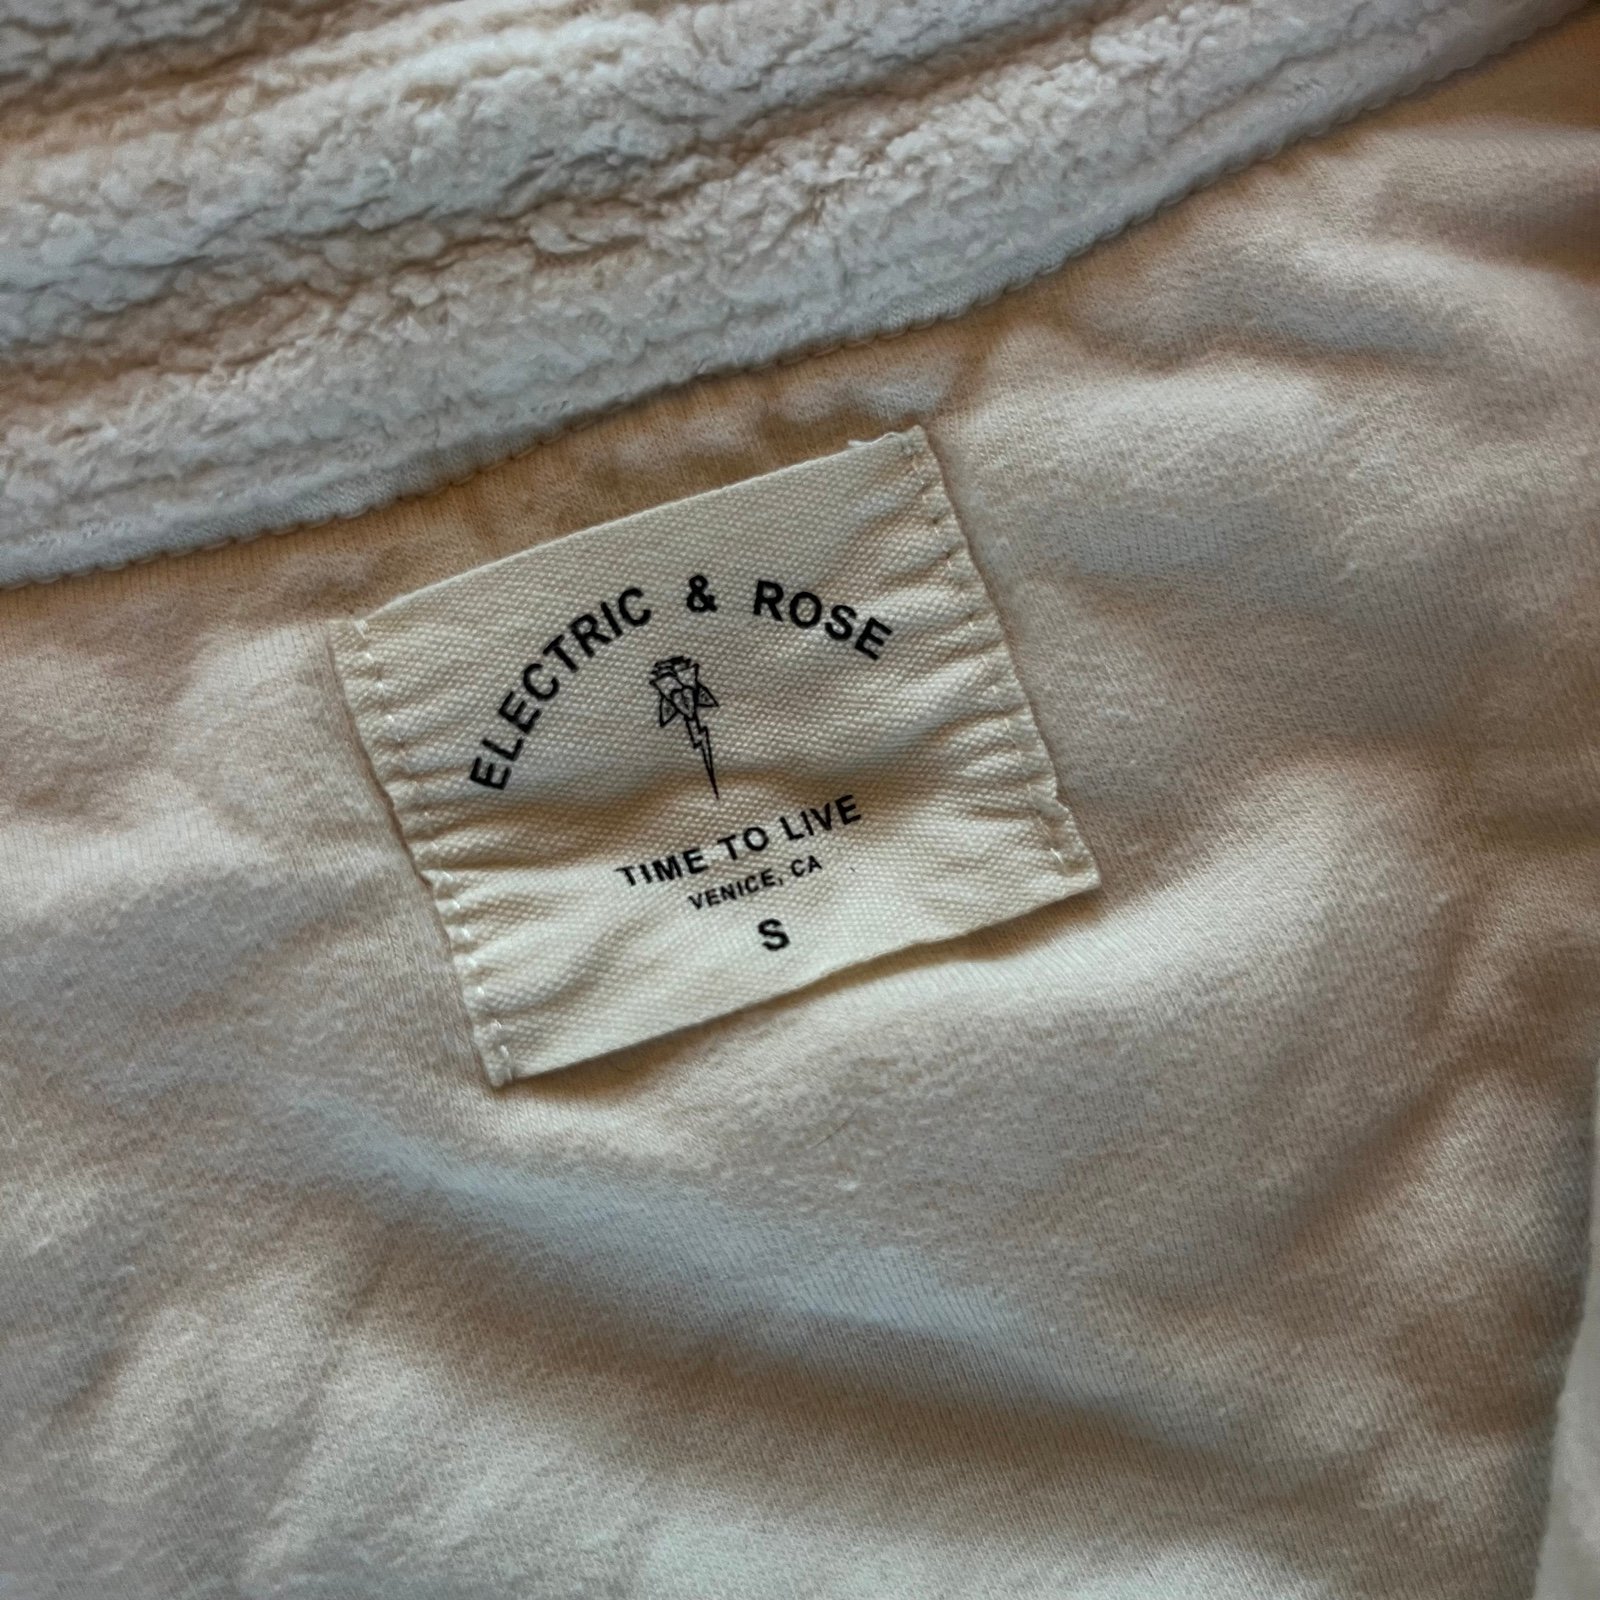 ELECTRIC & ROSE
TIME TO LIVE
VENICE, CA
S